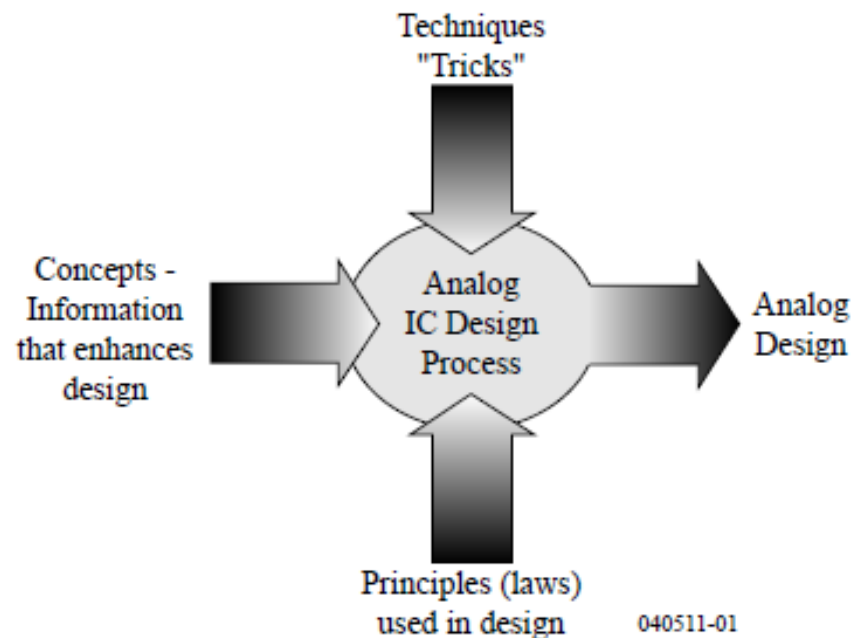 Techniques
"Tricks"
Concepts -
Information
that enhances
design
Analog
IC Design
Process
Analog
Design
Principles (laws)
used in design
040511-01